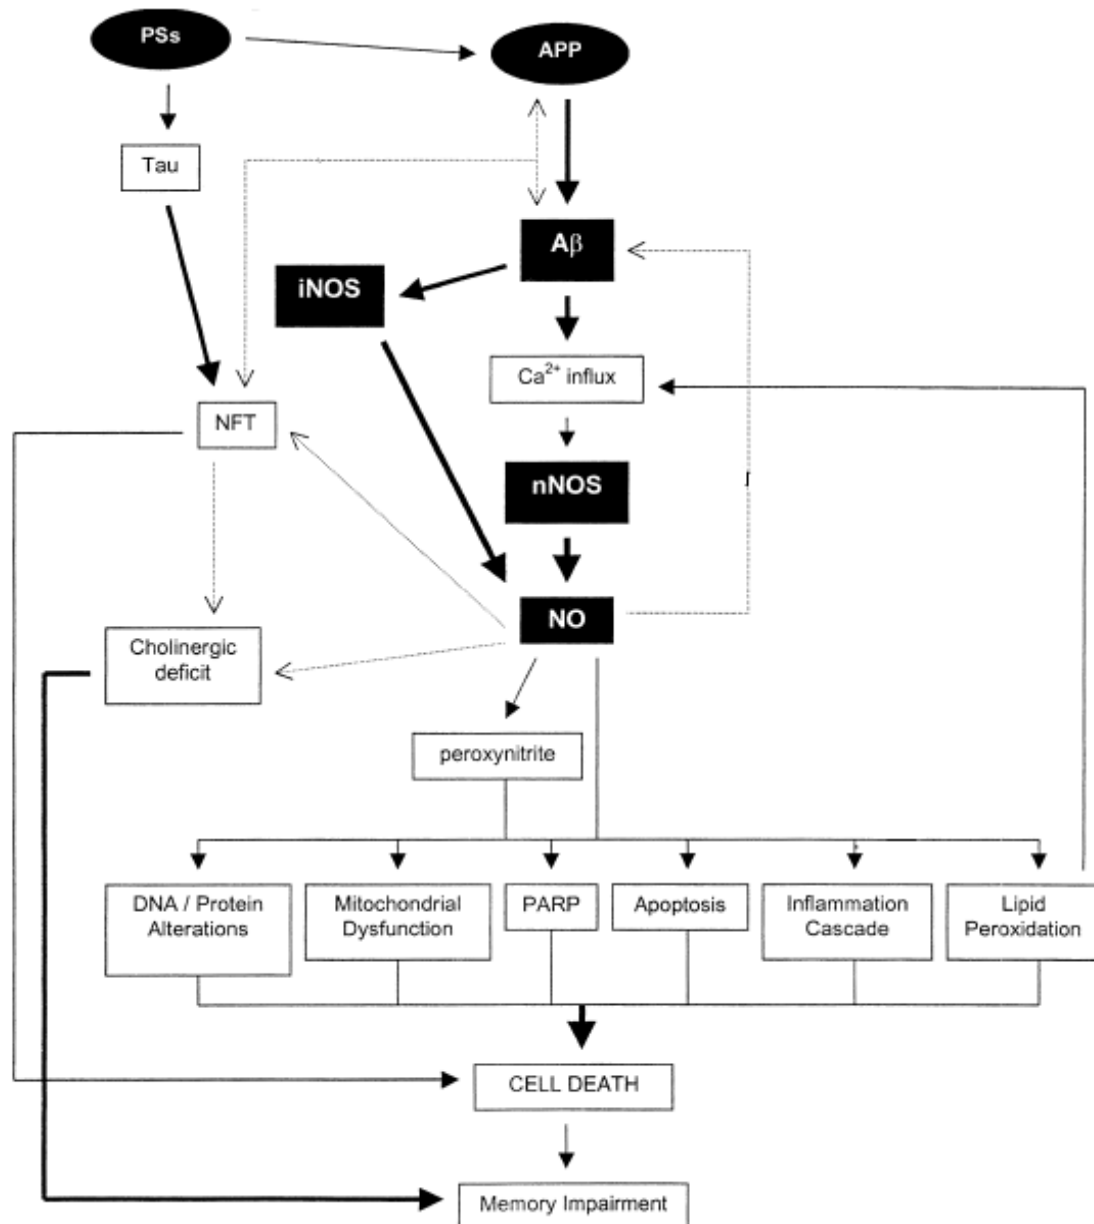 PSs
APP
Tau
Aβ
iNOS
Ca²⁺ influx
NFT
nNOS
NO
Cholinergic
deficit
peroxynitrite
DNA / Protein
Alterations
Mitochondrial
Dysfunction
PARP
Apoptosis
Inflammation
Cascade
Lipid
Peroxidation
CELL DEATH
Memory Impairment